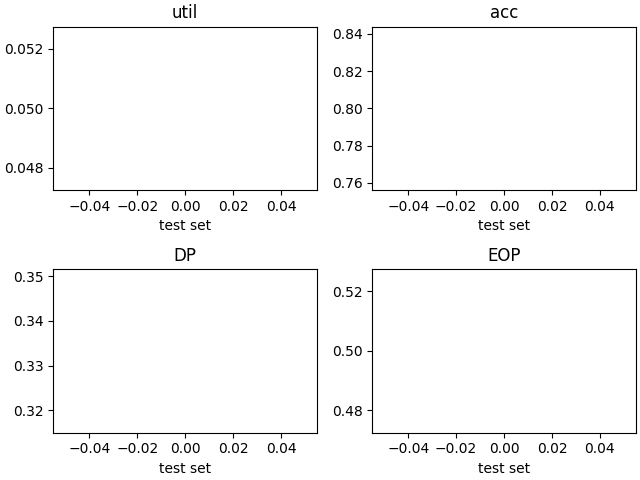 util
0.052
0.050
0.048
−0.04 −0.02 0.00 0.02 0.04
test set
acc
0.84
0.82
0.80
0.78
0.76
−0.04 −0.02 0.00 0.02 0.04
test set
DP
0.35
0.34
0.33
0.32
−0.04 −0.02 0.00 0.02 0.04
test set
EOP
0.52
0.50
0.48
−0.04 −0.02 0.00 0.02 0.04
test set